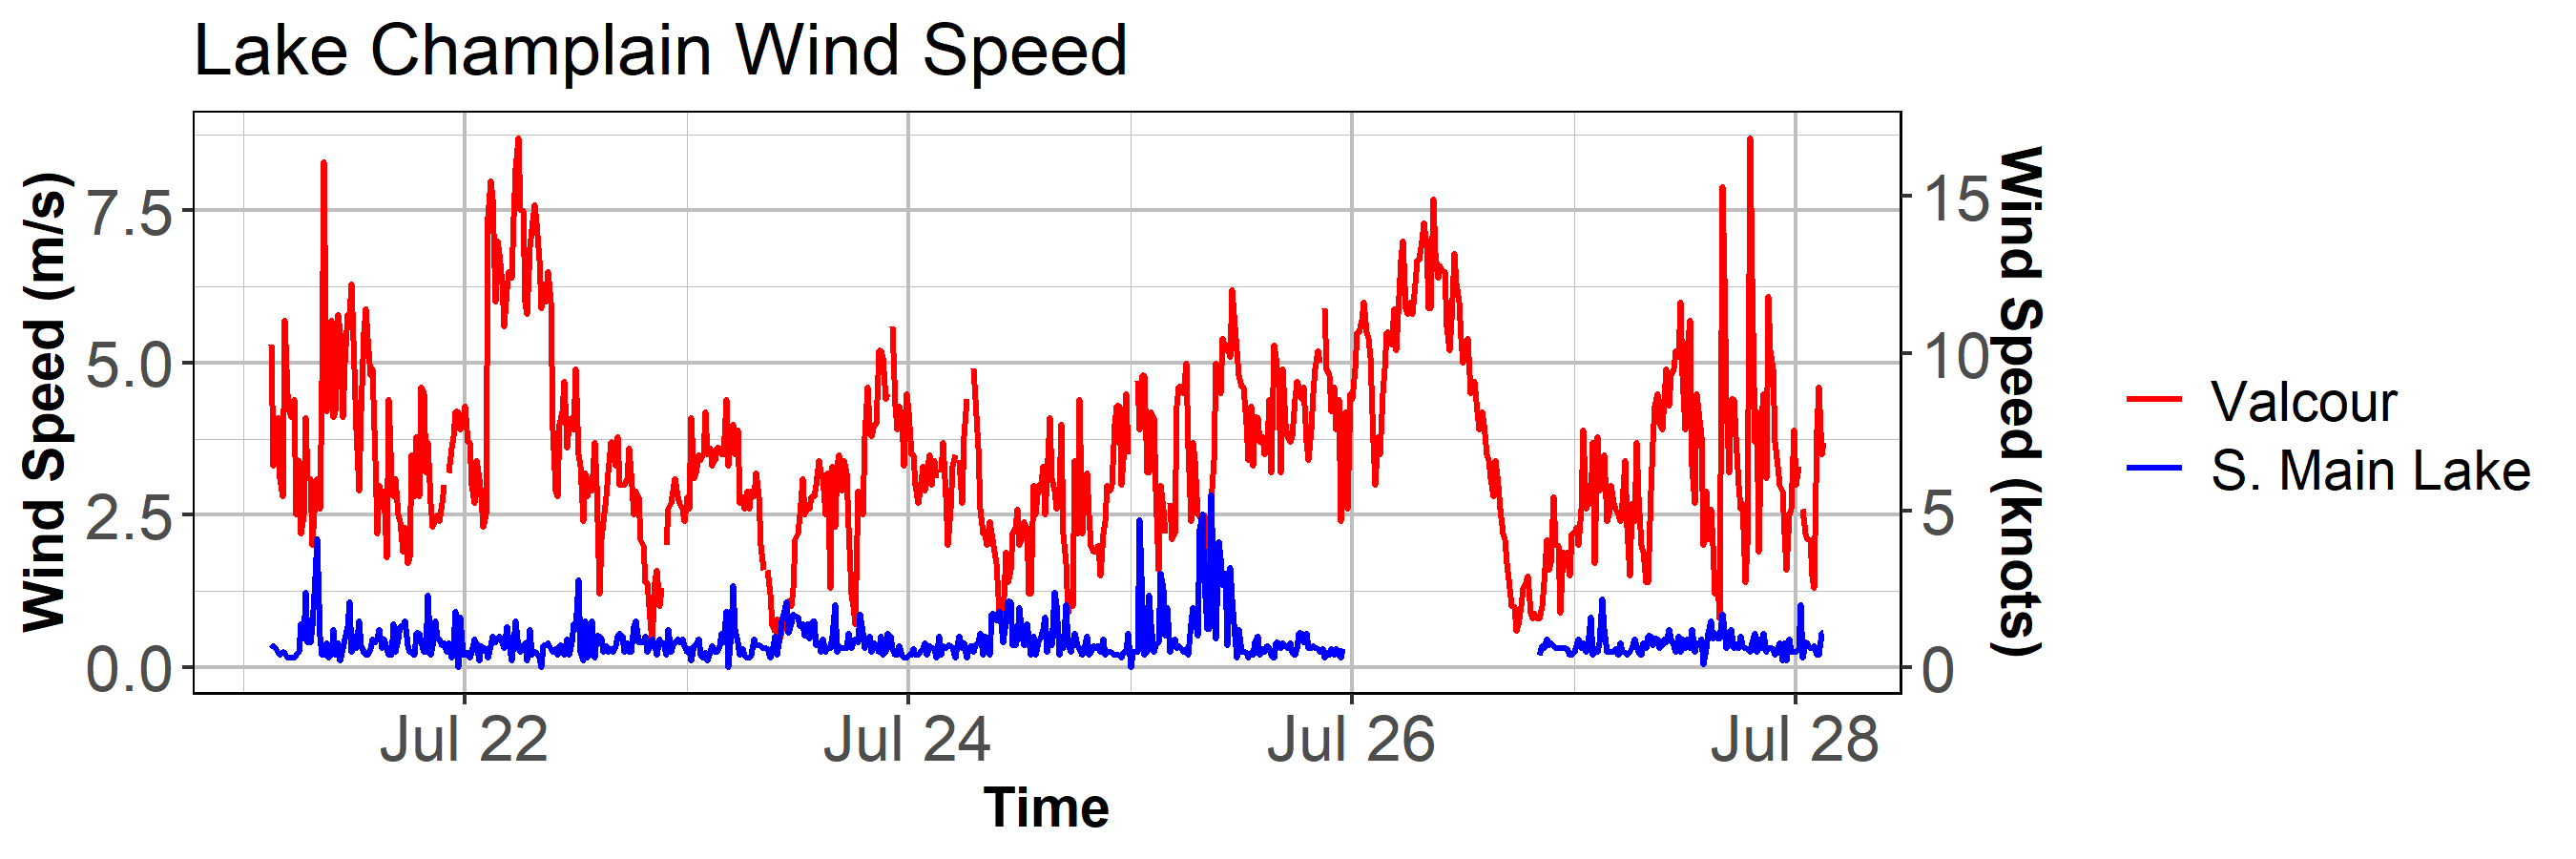 Lake Champlain Wind Speed
Wind Speed (m/s)
7.5
5.0
2.5
0.0
15
10
5
0
Wind Speed (knots)
Jul 22
Jul 24
Jul 26
Jul 28
Time
Valcour
S. Main Lake